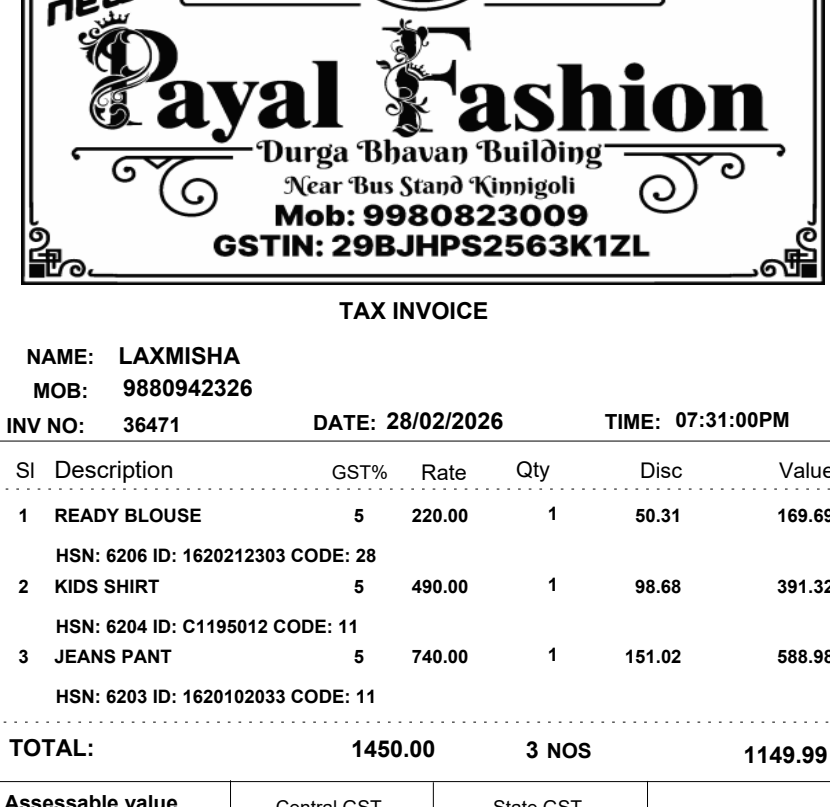 new
Payal Fashion
Durga Bhavan Building
Near Bus Stand Kinnigoli
Mob: 9980823009
GSTIN: 29BJHPS2563K1ZL
TAX INVOICE
NAME: LAXMISHA
MOB: 9880942326
INV NO: 36471 DATE: 28/02/2026 TIME: 07:31:00PM
Sl Description GST% Rate Qty Disc Value
1 READY BLOUSE 5 220.00 1 50.31 169.69
HSN: 6206 ID: 1620212303 CODE: 28
2 KIDS SHIRT 5 490.00 1 98.68 391.32
HSN: 6204 ID: C1195012 CODE: 11
3 JEANS PANT 5 740.00 1 151.02 588.98
HSN: 6203 ID: 1620102033 CODE: 11
TOTAL: 1450.00 3 NOS 1149.99
Assessable value Central GST State GST